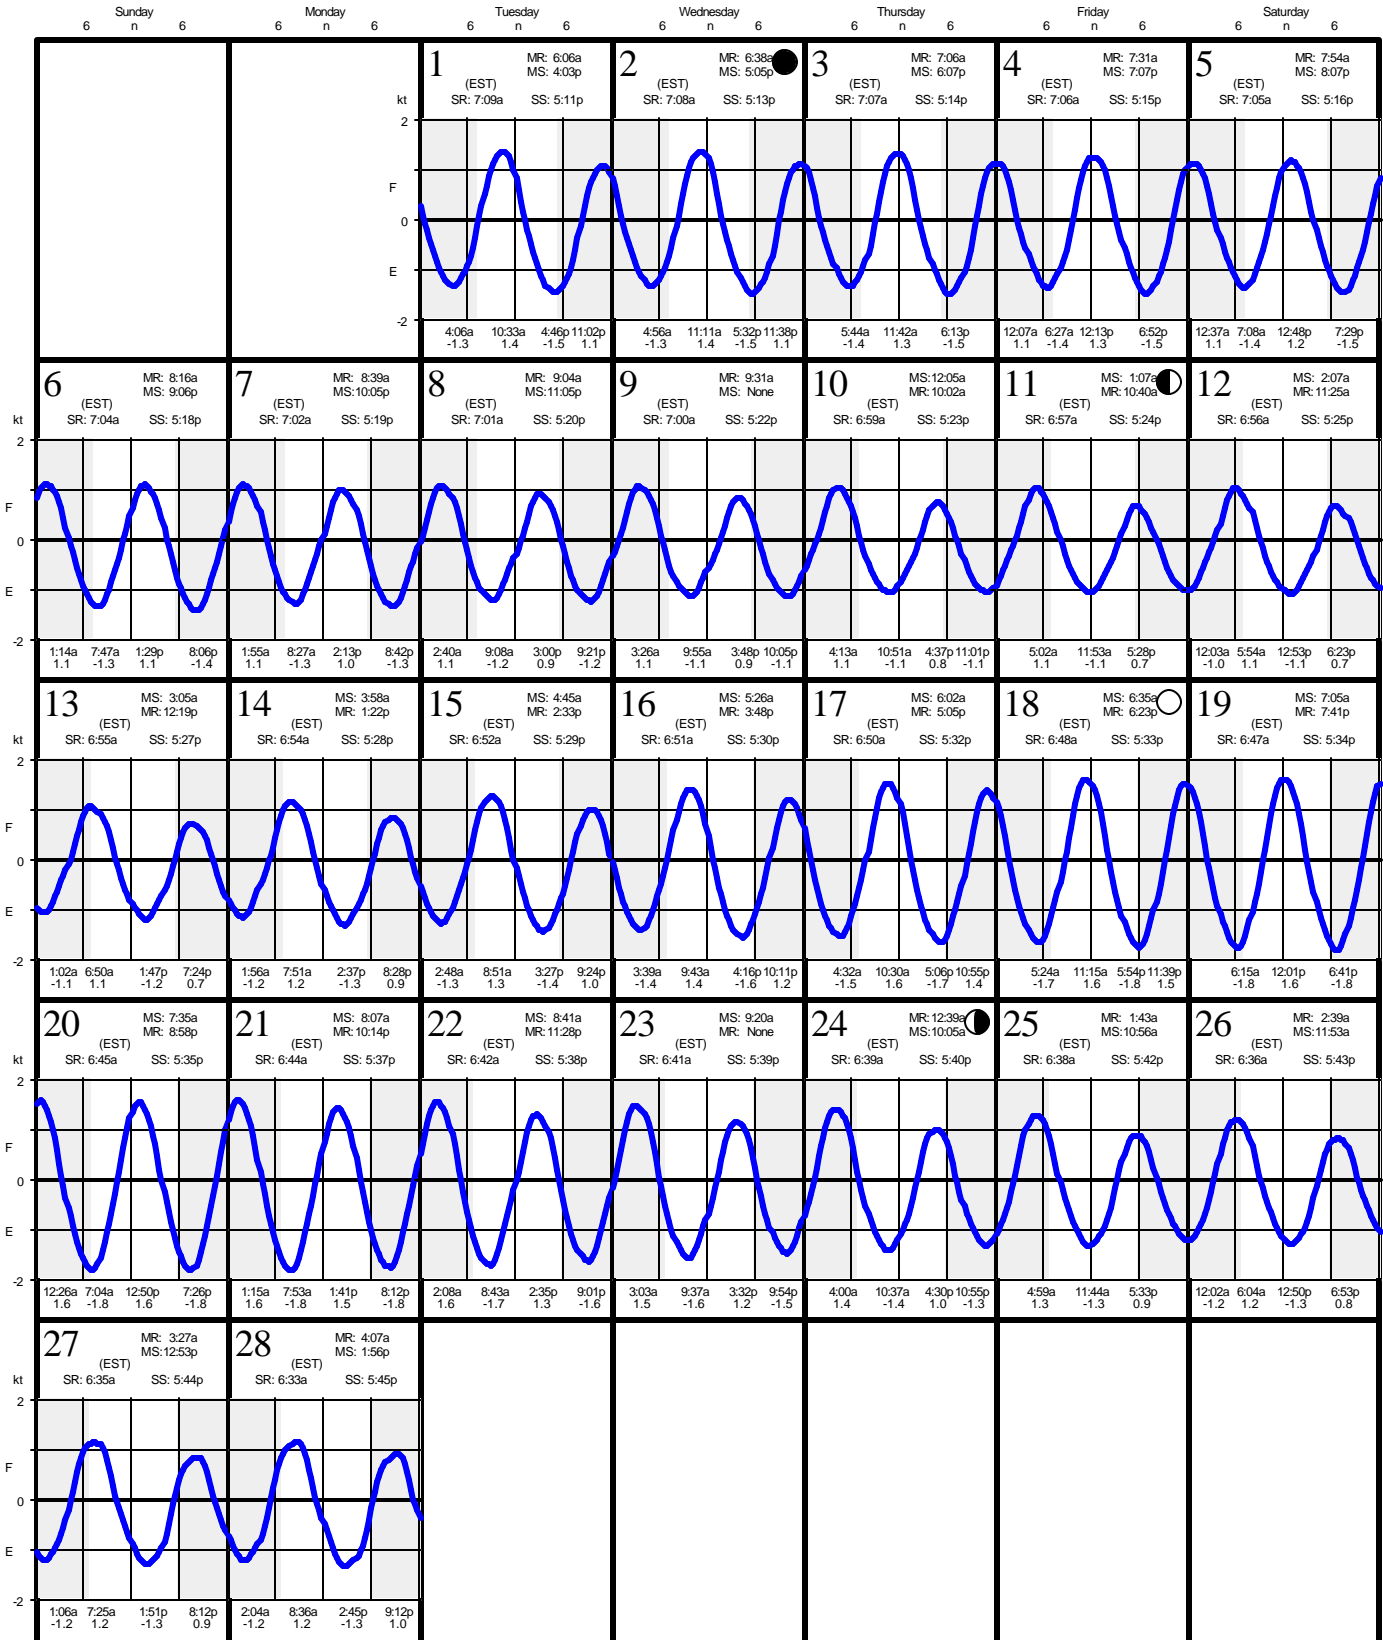 Sunday Monday Tuesday Wednesday Thursday Friday Saturday
6 n 6 6 n 6 6 n 6 6 n 6 6 n 6 6 n 6 6 n 6
1 MR: 6:06a 2 MR: 6:38a 3 MR: 7:06a 4 MR: 7:31a 5 MR: 7:54a
MS: 4:03p MS: 5:05p MS: 6:07p MS: 7:07p MS: 8:07p
(EST) (EST) (EST) (EST) (EST)
kt SR: 7:09a SS: 5:11p SR: 7:08a SS: 5:13p SR: 7:07a SS: 5:14p SR: 7:06a SS: 5:15p SR: 7:05a SS: 5:16p
2
F
0
E
-2
4:06a 10:33a 4:46p 11:02p 4:56a 11:11a 5:32p 11:38p 5:44a 11:42a 6:13p 12:07a 6:27a 12:13p 6:52p 12:37a 7:08a 12:48p 7:29p
-1.3 1.4 -1.5 1.1 -1.3 1.4 -1.5 1.1 -1.4 1.3 -1.5 1.1 -1.4 1.3 -1.5 1.1 -1.4 1.2 -1.5
6 MR: 8:16a 7 MR: 8:39a 8 MR: 9:04a 9 MR: 9:31a 10 MS:12:05a 11 MS: 1:07a 12 MS: 2:07a
MS: 9:06p MS:10:05p MS:11:05p MS: None MR:10:02a MR:10:40a MR:11:25a
(EST) (EST) (EST) (EST) (EST) (EST) (EST)
kt SR: 7:04a SS: 5:18p SR: 7:02a SS: 5:19p SR: 7:01a SS: 5:20p SR: 7:00a SS: 5:22p SR: 6:59a SS: 5:23p SR: 6:57a SS: 5:24p SR: 6:56a SS: 5:25p
2
F
0
E
-2
1:14a 7:47a 1:29p 8:06p 1:55a 8:27a 2:13p 8:42p 2:40a 9:08a 3:00p 9:21p 3:26a 9:55a 3:48p 10:05p 4:13a 10:51a 4:37p 11:01p 5:02a 11:53a 5:28p 12:03a 5:54a 12:53p 6:23p
1.1 -1.3 1.1 -1.4 1.1 -1.3 1.0 -1.3 1.1 -1.2 0.9 -1.2 1.1 -1.1 0.9 -1.1 1.1 -1.1 0.8 -1.1 1.1 -1.1 0.7 -1.0 1.1 -1.1 0.7
13 MS: 3:05a 14 MS: 3:58a 15 MS: 4:45a 16 MS: 5:26a 17 MS: 6:02a 18 MS: 6:35a 19 MS: 7:05a
MR:12:19p MR: 1:22p MR: 2:33p MR: 3:48p MR: 5:05p MR: 6:23p MR: 7:41p
(EST) (EST) (EST) (EST) (EST) (EST) (EST)
kt SR: 6:55a SS: 5:27p SR: 6:54a SS: 5:28p SR: 6:52a SS: 5:29p SR: 6:51a SS: 5:30p SR: 6:50a SS: 5:32p SR: 6:48a SS: 5:33p SR: 6:47a SS: 5:34p
2
F
0
E
-2
1:02a 6:50a 1:47p 7:24p 1:56a 7:51a 2:37p 8:28p 2:48a 8:51a 3:27p 9:24p 3:39a 9:43a 4:16p 10:11p 4:32a 10:30a 5:06p 10:55p 5:24a 11:15a 5:54p 11:39p 6:15a 12:01p 6:41p
-1.1 1.1 -1.2 0.7 -1.2 1.2 -1.3 0.9 -1.3 1.3 -1.4 1.0 -1.4 1.4 -1.6 1.2 -1.5 1.6 -1.7 1.4 -1.7 1.6 -1.8 1.5 -1.8 1.6 -1.8
20 MS: 7:35a 21 MS: 8:07a 22 MS: 8:41a 23 MS: 9:20a 24 MR:12:39a 25 MR: 1:43a 26 MR: 2:39a
MR: 8:58p MR:10:14p MR:11:28p MR: None MS:10:05a MS:10:56a MS:11:53a
(EST) (EST) (EST) (EST) (EST) (EST) (EST)
kt SR: 6:45a SS: 5:35p SR: 6:44a SS: 5:37p SR: 6:42a SS: 5:38p SR: 6:41a SS: 5:39p SR: 6:39a SS: 5:40p SR: 6:38a SS: 5:42p SR: 6:36a SS: 5:43p
2
F
0
E
-2
12:26a 7:04a 12:50p 7:26p 1:15a 7:53a 1:41p 8:12p 2:08a 8:43a 2:35p 9:01p 3:03a 9:37a 3:32p 9:54p 4:00a 10:37a 4:30p 10:55p 4:59a 11:44a 5:33p 12:02a 6:04a 12:50p 6:53p
1.6 -1.8 1.6 -1.8 1.6 -1.8 1.5 -1.8 1.6 -1.7 1.3 -1.6 1.5 -1.6 1.2 -1.5 1.4 -1.4 1.0 -1.3 1.3 -1.3 0.9 -1.2 1.2 -1.3 0.8
27 MR: 3:27a 28 MR: 4:07a
MS:12:53p MS: 1:56p
(EST) (EST)
kt SR: 6:35a SS: 5:44p SR: 6:33a SS: 5:45p
2
F
0
E
-2
1:06a 7:25a 1:51p 8:12p 2:04a 8:36a 2:45p 9:12p
-1.2 1.2 -1.3 0.9 -1.2 1.2 -1.3 1.0